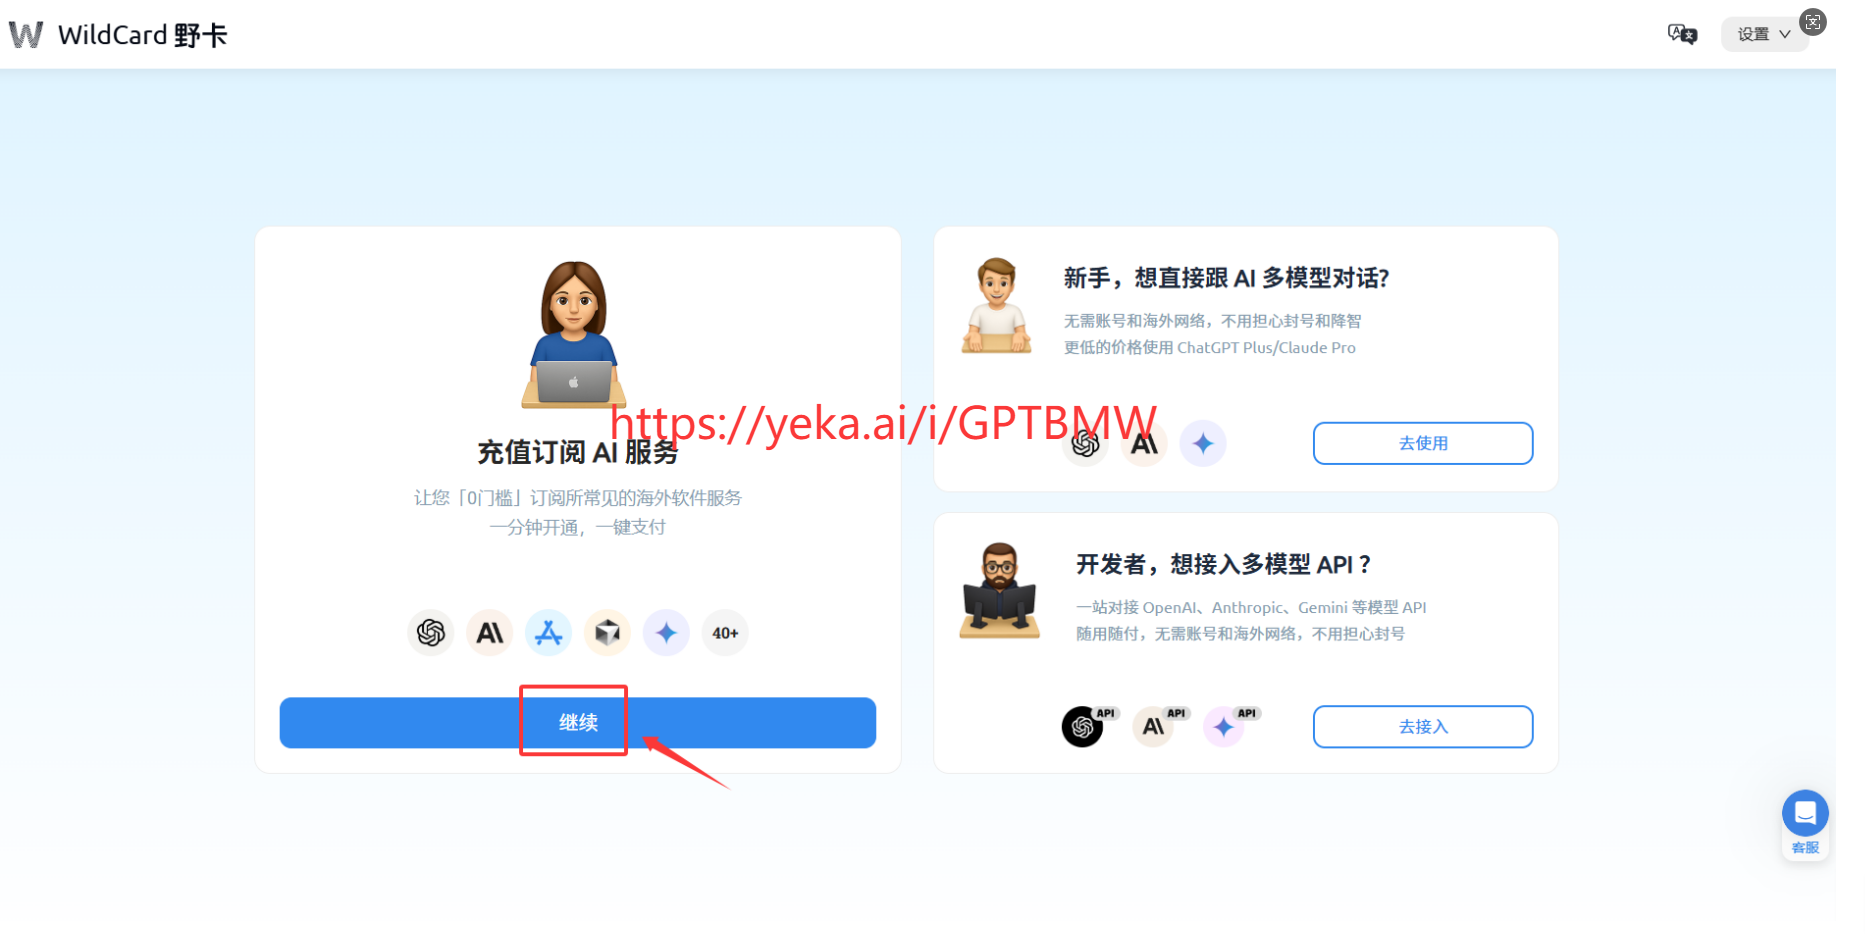 WildCard 野卡
设置
充值订阅 AI 服务
让您「0门槛」订阅所常见的海外软件服务
一分钟开通，一键支付
40+
继续
https://yeka.ai/i/GPTBMW
新手，想直接跟 AI 多模型对话?
无需账号和海外网络，不用担心封号和降智
更低的价格使用 ChatGPT Plus/Claude Pro
去使用
开发者，想接入多模型 API ？
一站对接 OpenAI、Anthropic、Gemini 等模型 API
随用随付，无需账号和海外网络，不用担心封号
API
API
API
去接入
客服